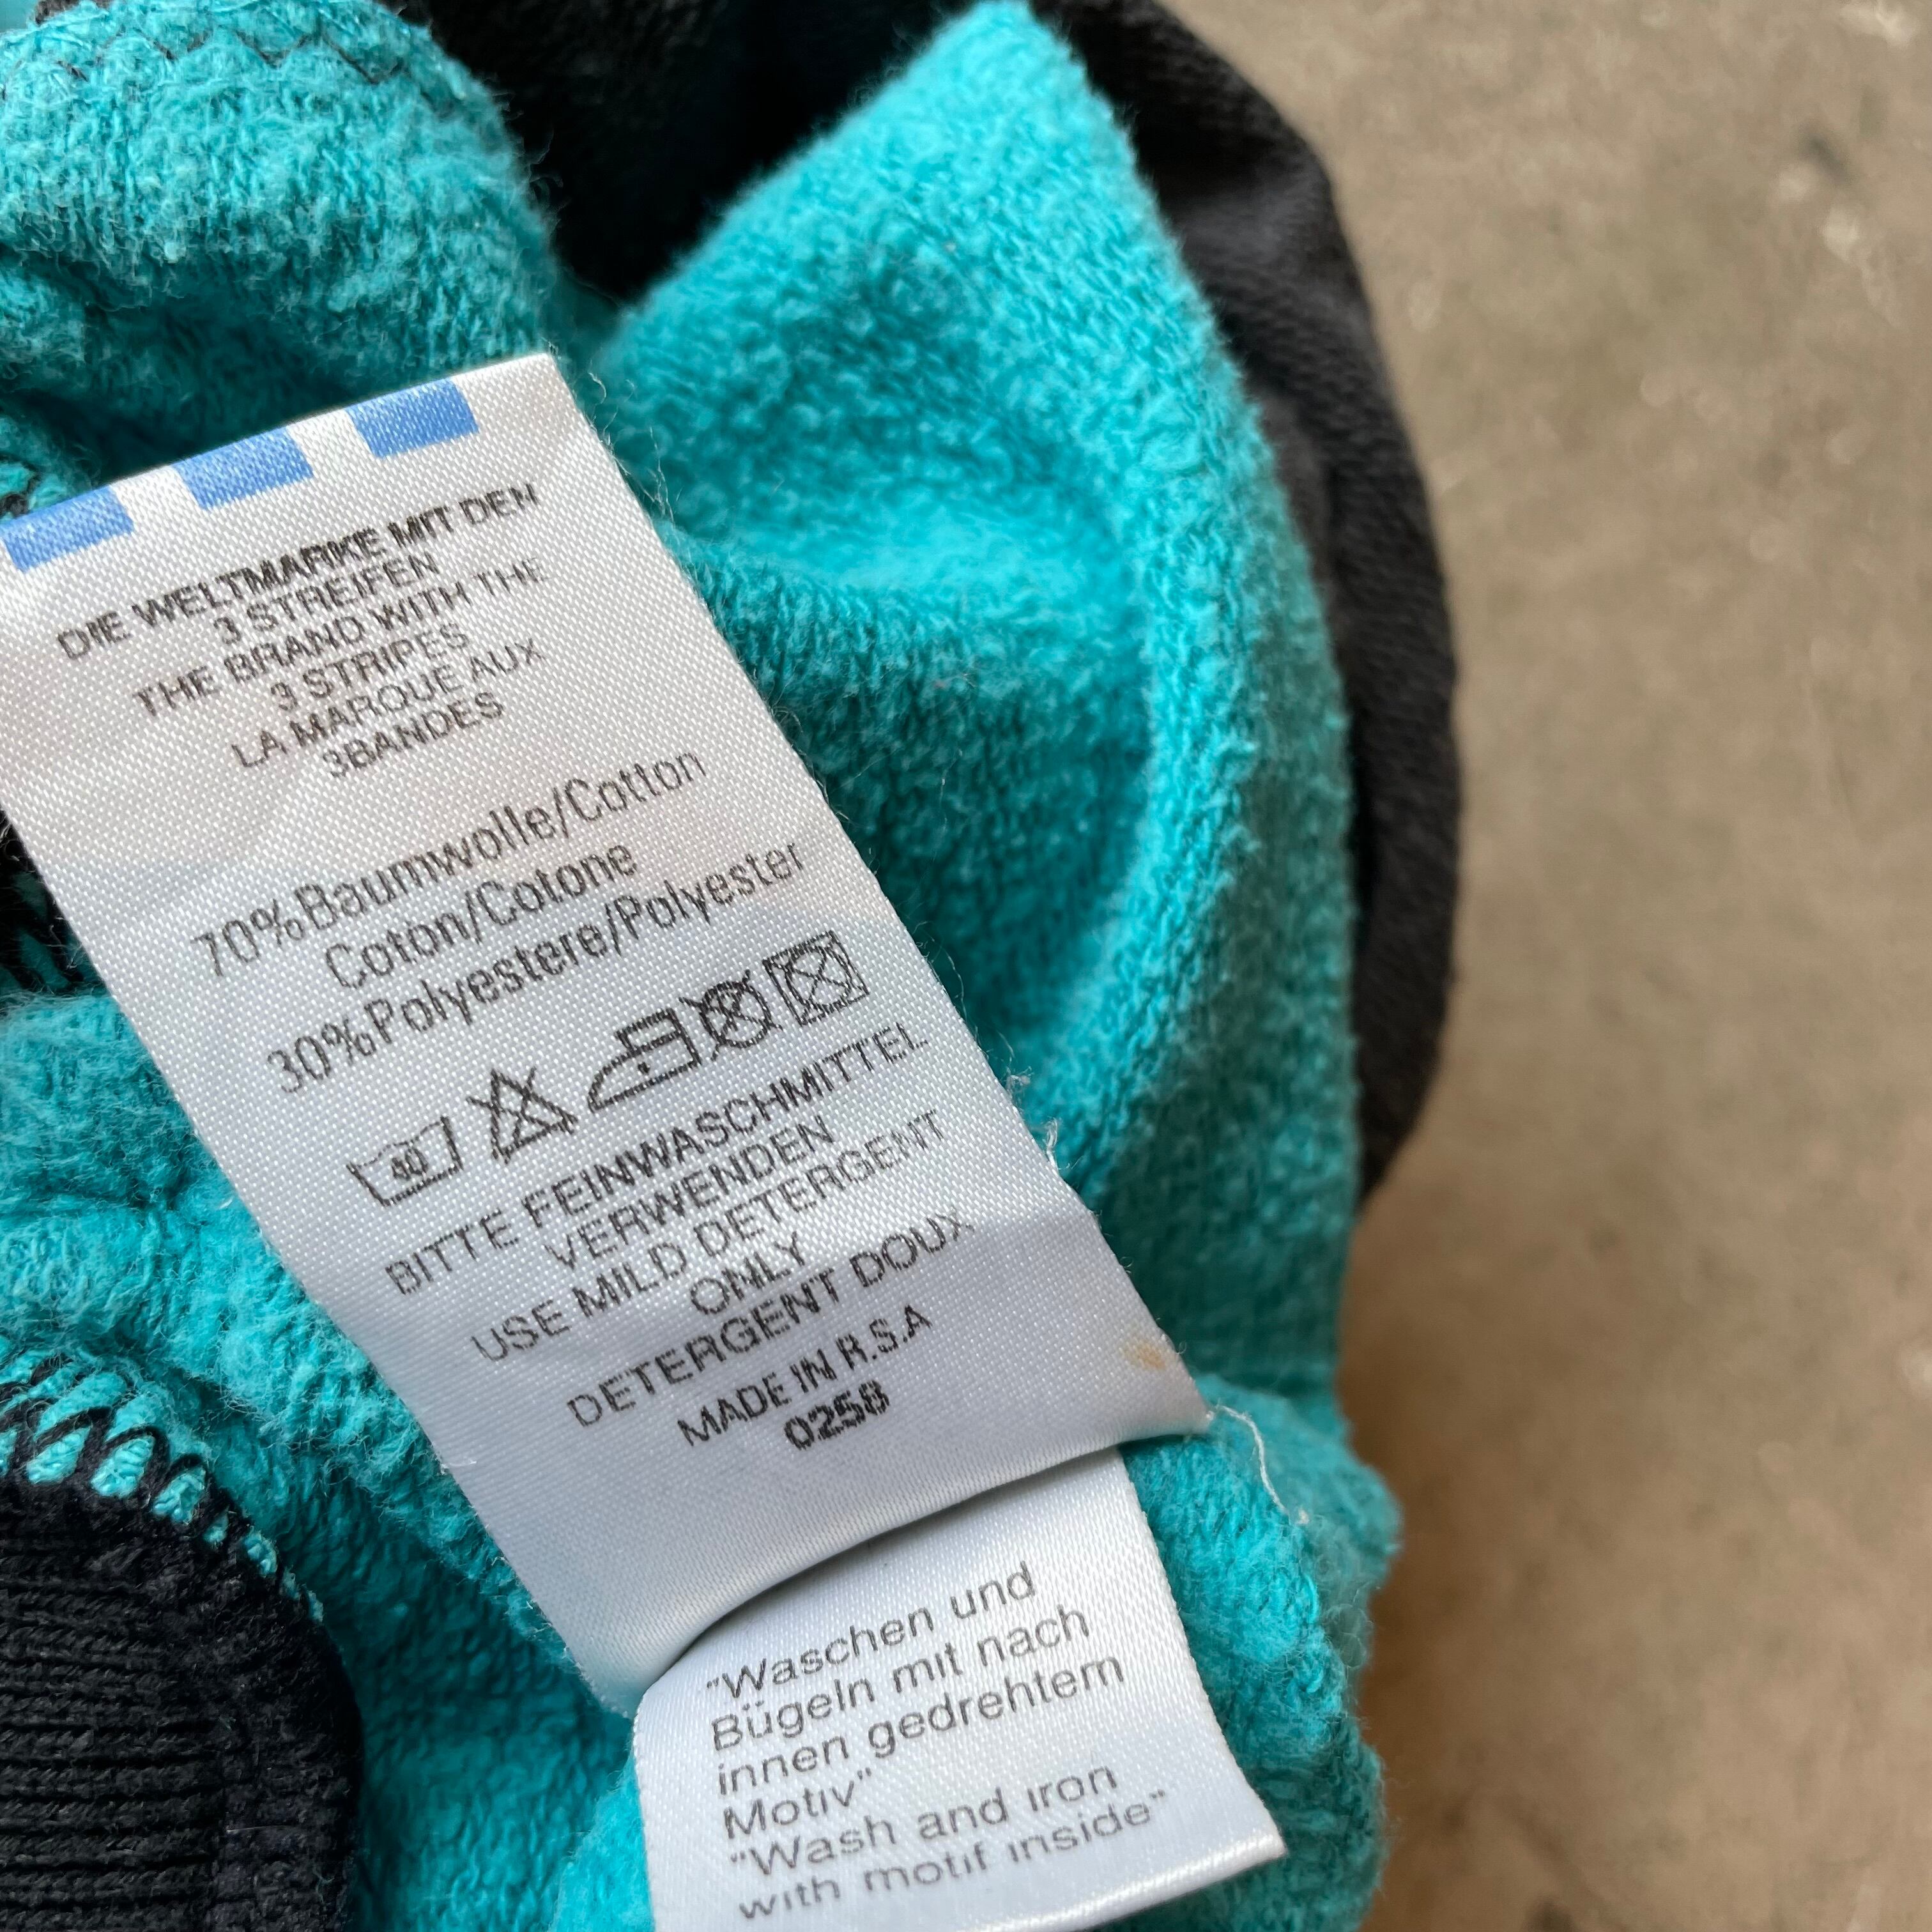 DIE WELTMARKE MIT DEN
3 STREIFEN
THE BRAND WITH THE
3 STRIPES
LA MARQUE AUX
3BANDES
70%Baumwolle/Cotton
Coton/Cotone
30%Polyestere/Polyester
40
BITTE FEINWASCHMITTEL
VERWENDEN
USE MILD DETERGENT
ONLY
DETERGENT DOUX
MADE IN R.S.A
0258
"Waschen und
Bügeln mit nach
innen gedrehtem
Motiv"
"Wash and iron
with motif inside"